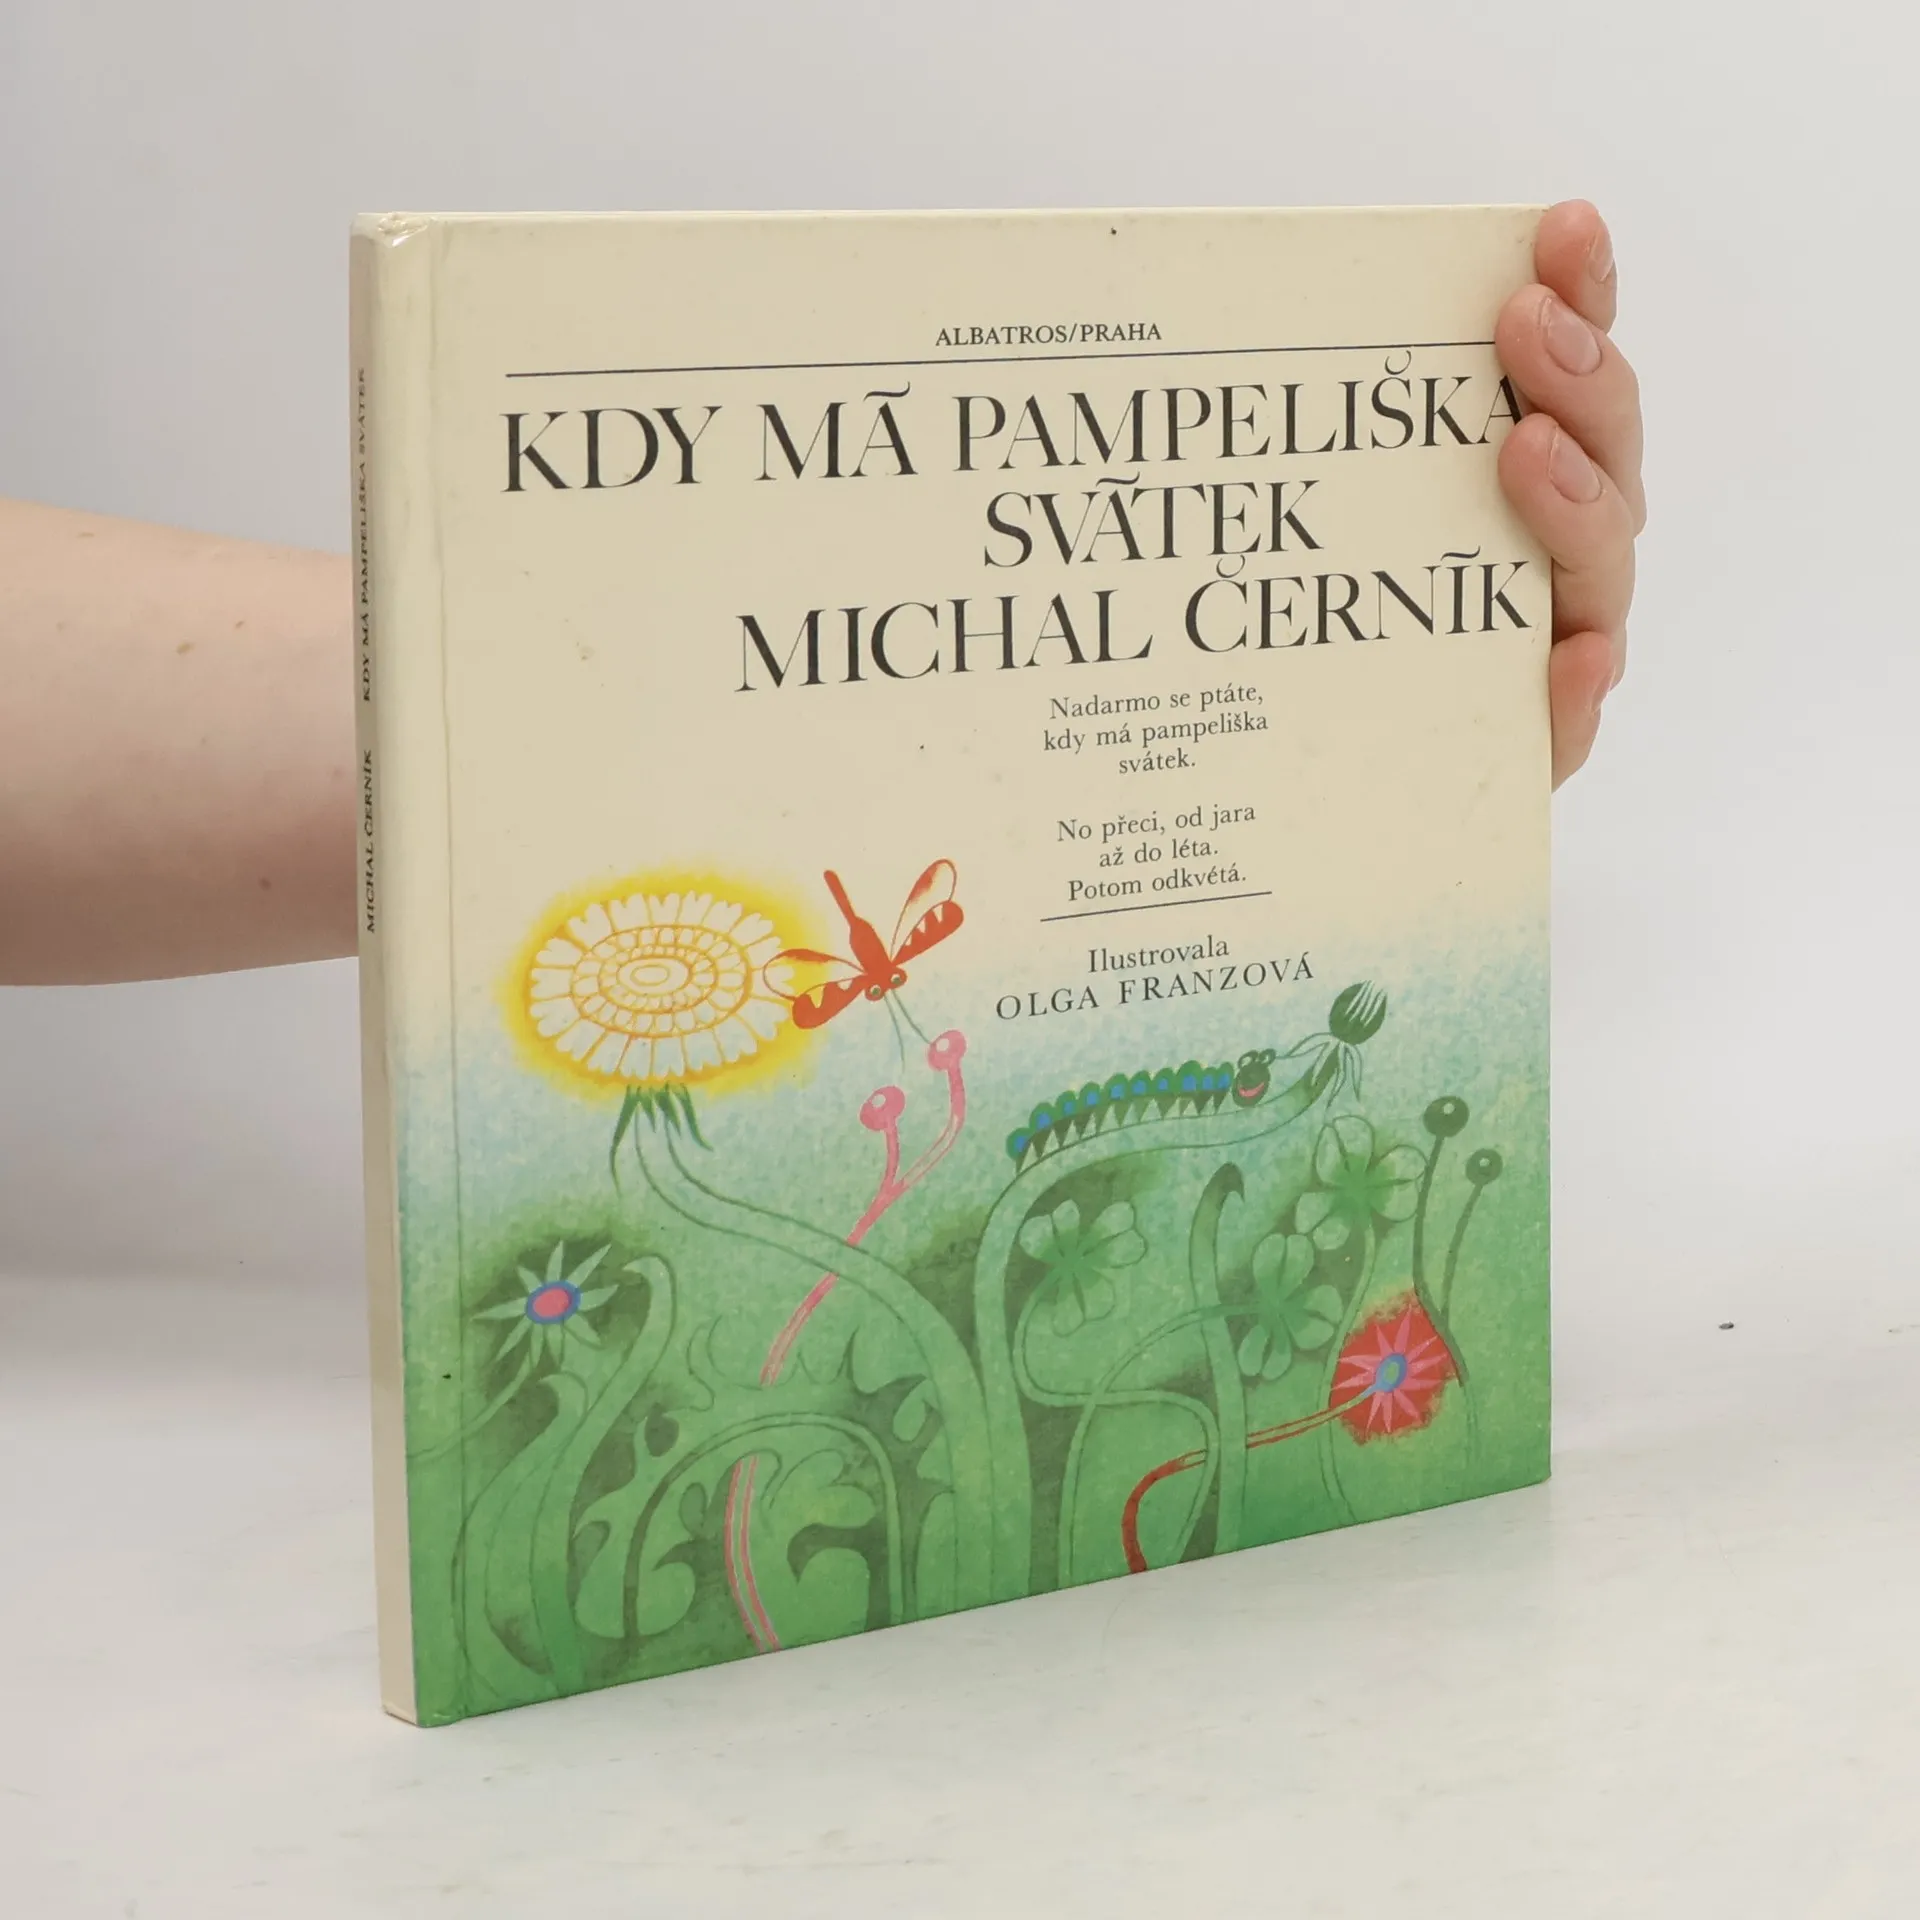 ALBATROS/PRAHA
KDY MÁ PAMPELIŠKA
SVÁTEK
MICHAL ČERNÍK
Nadarmo se ptáte,
kdy má pampeliška
svátek.
No přeci, od jara
až do léta.
Potom odkvétá.
Ilustrovala
OLGA FRANZOVÁ
MICHAL ČERNÍK KDY MÁ PAMPELIŠKA SVÁTEK